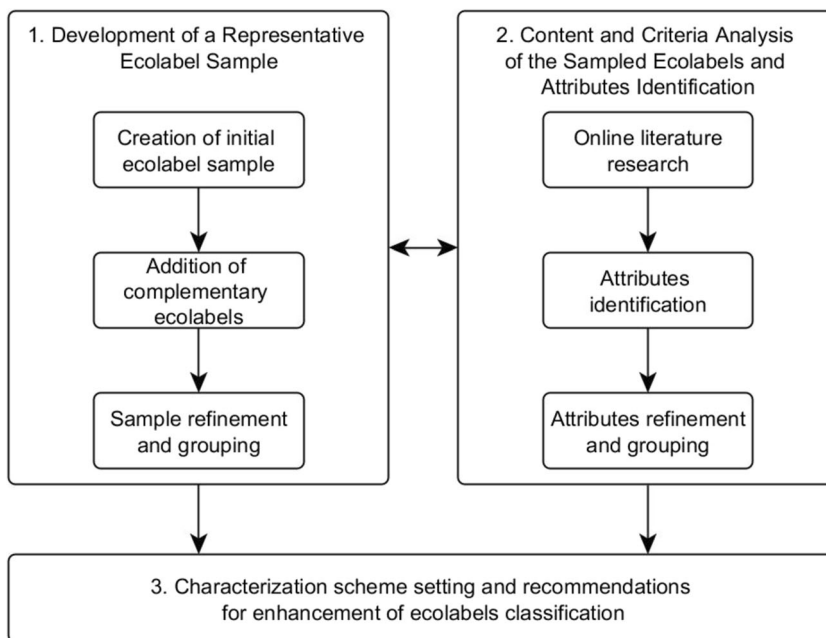 1. Development of a Representative
Ecolabel Sample
Creation of initial
ecolabel sample
Addition of
complementary
ecolabels
Sample refinement
and grouping
2. Content and Criteria Analysis
of the Sampled Ecolabels and
Attributes Identification
Online literature
research
Attributes
identification
Attributes refinement
and grouping
3. Characterization scheme setting and recommendations
for enhancement of ecolabels classification